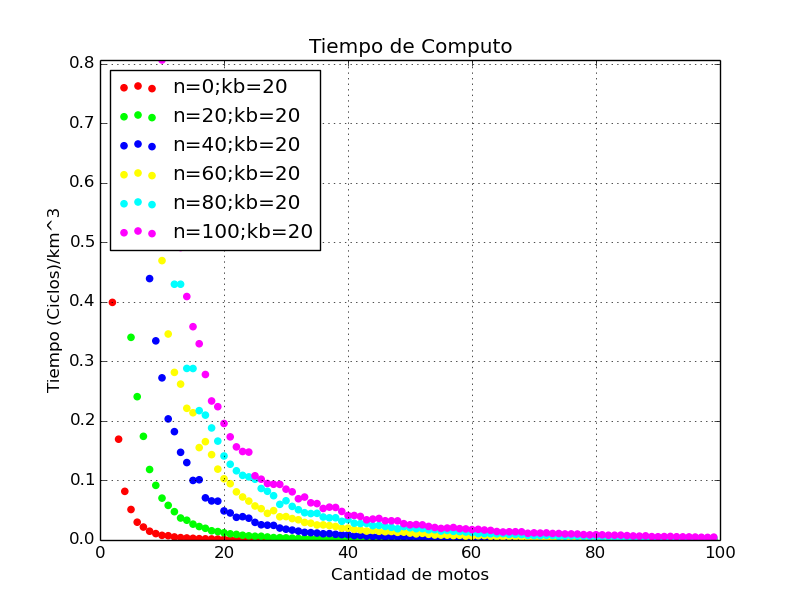 Tiempo de Computo
Tiempo (Ciclos)/km^3
0.8
0.7
0.6
0.5
0.4
0.3
0.2
0.1
0.0
n=0;kb=20
n=20;kb=20
n=40;kb=20
n=60;kb=20
n=80;kb=20
n=100;kb=20
0 20 40 60 80 100
Cantidad de motos